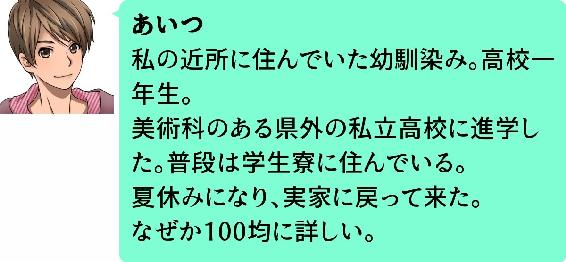 あいつ
私の近所に住んでいた幼馴染み。高校一
年生。
美術科のある県外の私立高校に進学し
た。普段は学生寮に住んでいる。
夏休みになり、実家に戻って来た。
なぜか100均に詳しい。